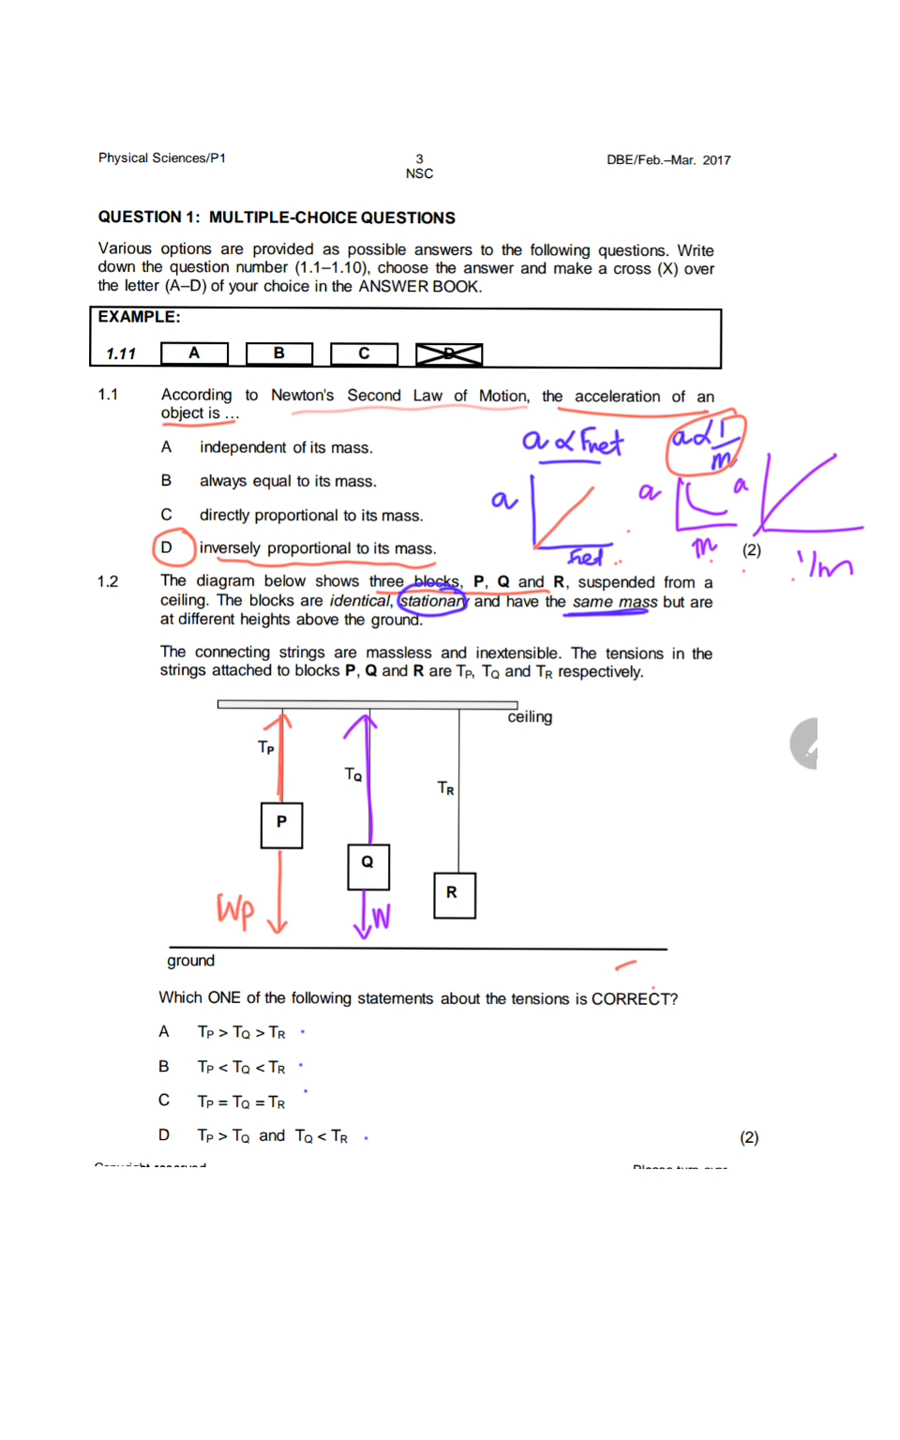 Physical Sciences/P1
3
DBE/Feb.–Mar. 2017
NSC
QUESTION 1: MULTIPLE-CHOICE QUESTIONS
Various options are provided as possible answers to the following questions. Write
down the question number (1.1–1.10), choose the answer and make a cross (X) over
the letter (A–D) of your choice in the ANSWER BOOK.
EXAMPLE:
1.11 A B C D
1.1 According to Newton's Second Law of Motion, the acceleration of an
object is ...
A independent of its mass.
a ∝ Fnet
a ∝ 1/m
B always equal to its mass.
a
a
a
C directly proportional to its mass.
D inversely proportional to its mass.
m
(2)
1/m
1.2 The diagram below shows three blocks, P, Q and R, suspended from a
ceiling. The blocks are identical, stationary and have the same mass but are
at different heights above the ground.
The connecting strings are massless and inextensible. The tensions in the
strings attached to blocks P, Q and R are TP, TQ and TR respectively.
ceiling
TP
TQ
TR
P
Q
R
Wp
W
ground
Which ONE of the following statements about the tensions is CORRECT?
A TP > TQ > TR
B TP < TQ < TR
C TP = TQ = TR
D TP > TQ and TQ < TR
(2)